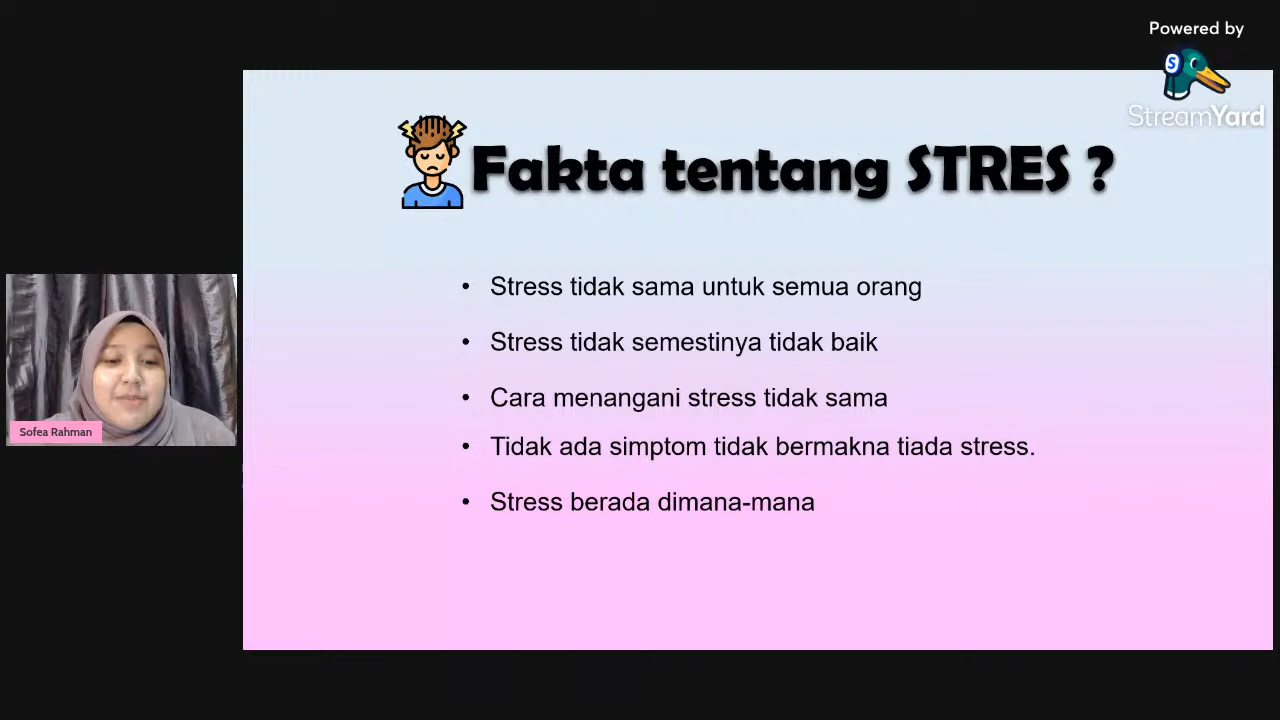 Powered by
StreamYard
Fakta tentang STRES ?
• Stress tidak sama untuk semua orang
• Stress tidak semestinya tidak baik
• Cara menangani stress tidak sama
• Tidak ada simptom tidak bermakna tiada stress.
• Stress berada dimana-mana
Sofea Rahman